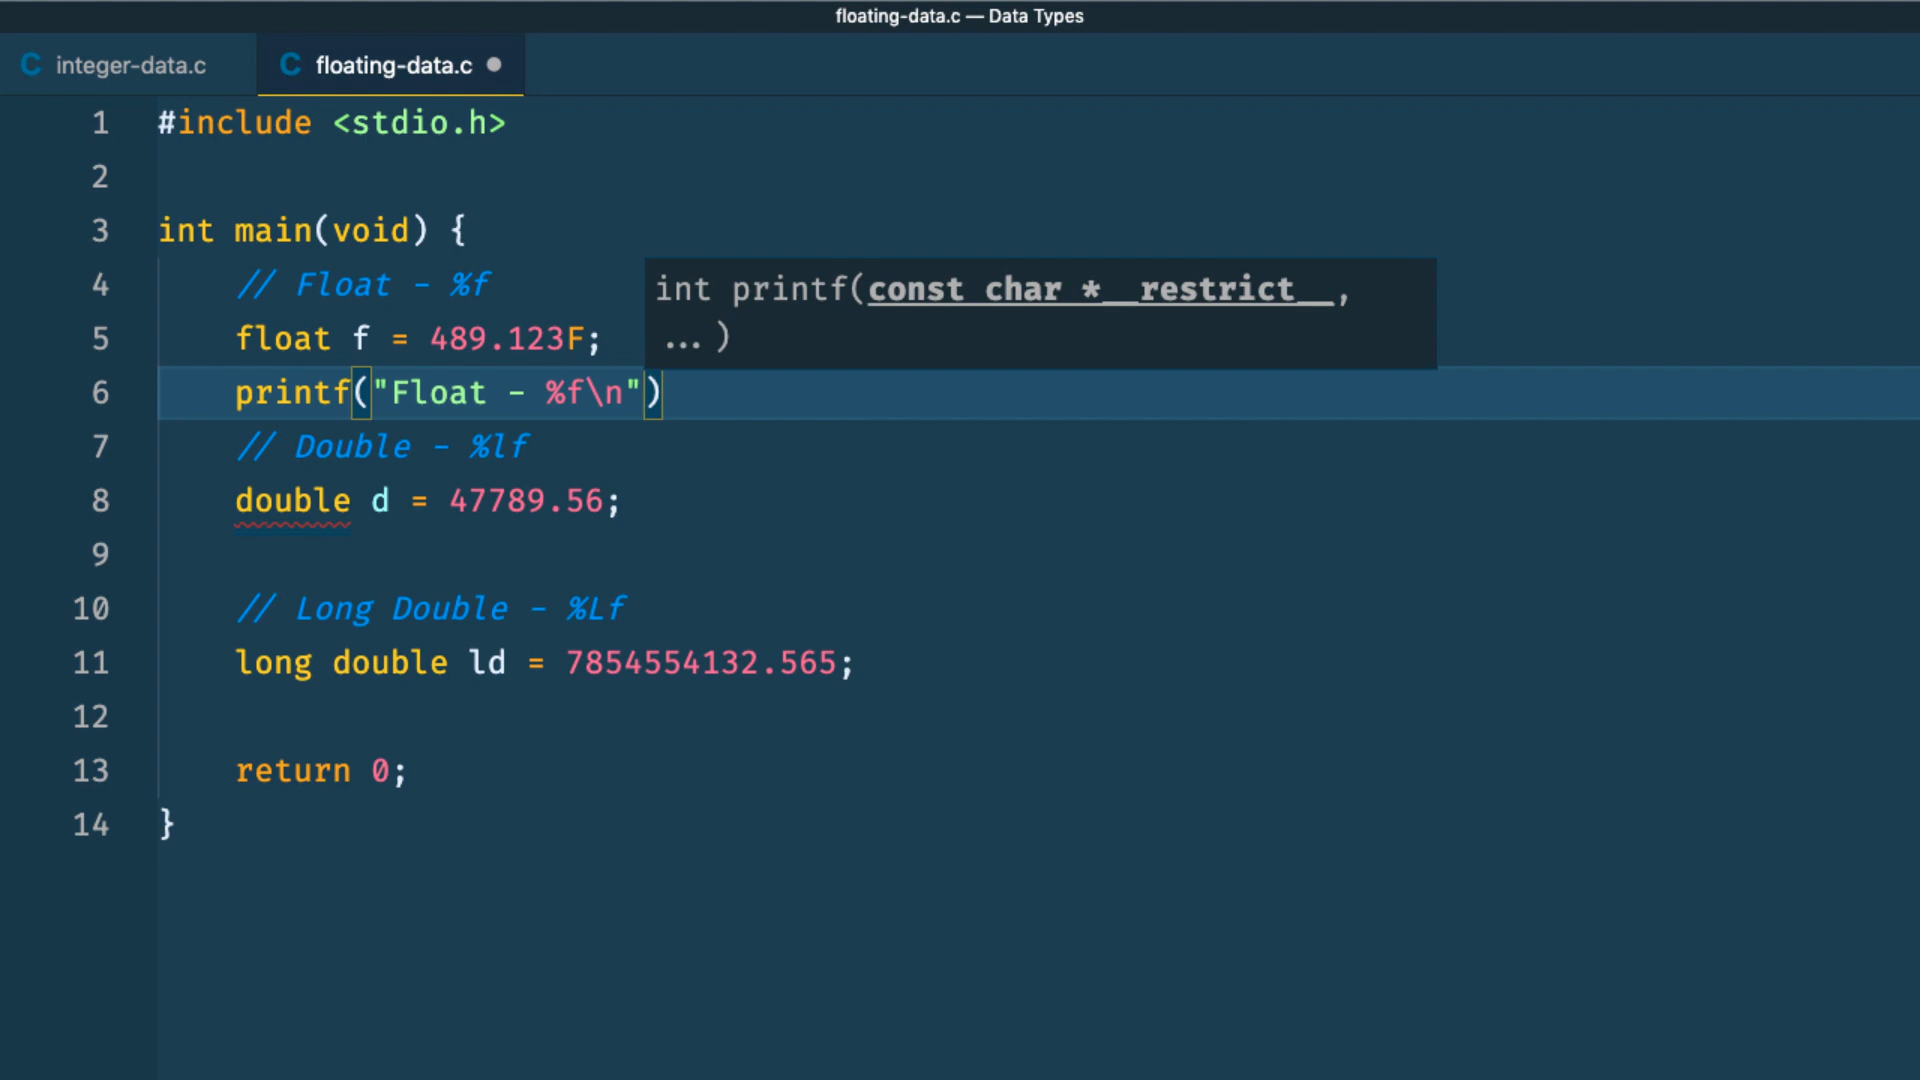 floating-data.c — Data Types
C integer-data.c C floating-data.c
1 #include <stdio.h>
2
3 int main(void) {
4 // Float - %f
int printf(const char *__restrict__,
...)
5 float f = 489.123F;
6 printf("Float - %f\n")
7 // Double - %lf
8 double d = 47789.56;
9
10 // Long Double - %Lf
11 long double ld = 7854554132.565;
12
13 return 0;
14 }